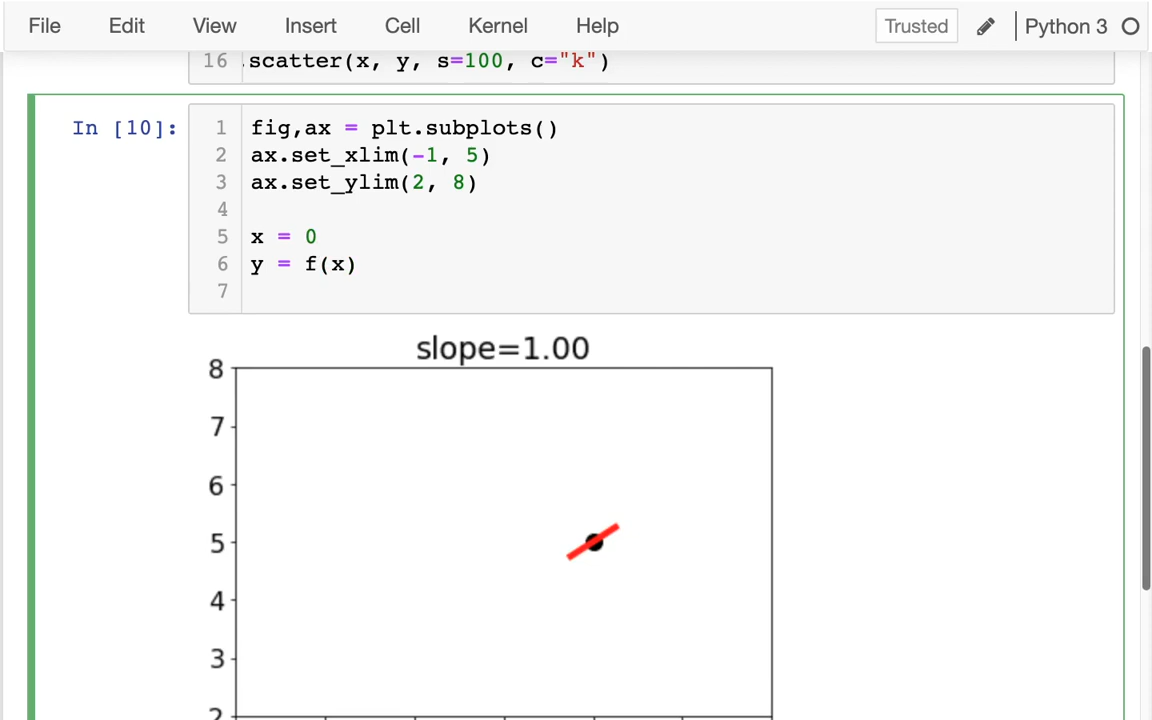 File Edit View Insert Cell Kernel Help Trusted Python 3
16 .scatter(x, y, s=100, c="k")
In [10]:
1 fig,ax = plt.subplots()
2 ax.set_xlim(-1, 5)
3 ax.set_ylim(2, 8)
4
5 x = 0
6 y = f(x)
7
slope=1.00
8
7
6
5
4
3
2